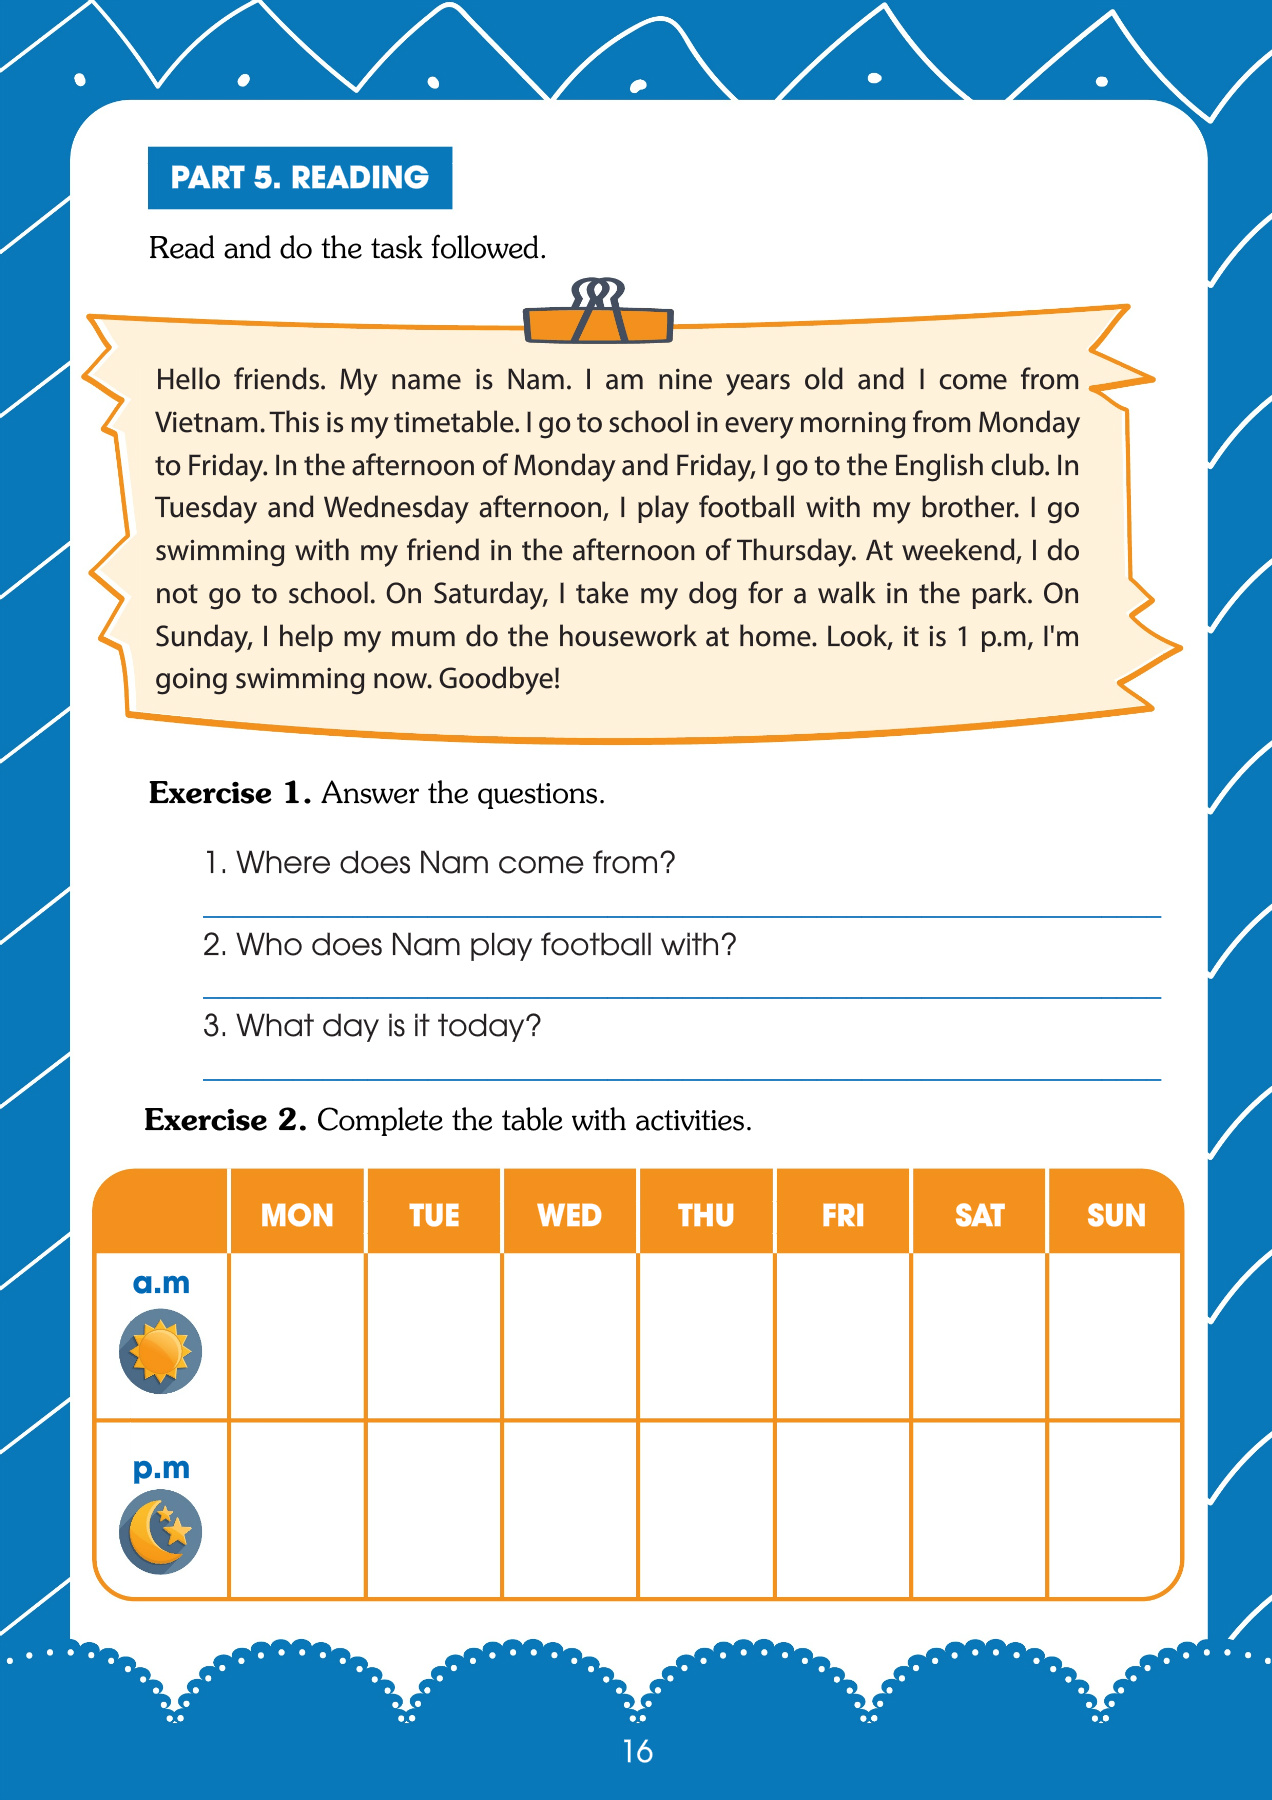 PART 5. READING
Read and do the task followed.
Hello friends. My name is Nam. I am nine years old and I come from
Vietnam. This is my timetable. I go to school in every morning from Monday
to Friday. In the afternoon of Monday and Friday, I go to the English club. In
Tuesday and Wednesday afternoon, I play football with my brother. I go
swimming with my friend in the afternoon of Thursday. At weekend, I do
not go to school. On Saturday, I take my dog for a walk in the park. On
Sunday, I help my mum do the housework at home. Look, it is 1 p.m, I'm
going swimming now. Goodbye!
Exercise 1. Answer the questions.
1. Where does Nam come from?
2. Who does Nam play football with?
3. What day is it today?
Exercise 2. Complete the table with activities.
MON TUE WED THU FRI SAT SUN
a.m
p.m
16